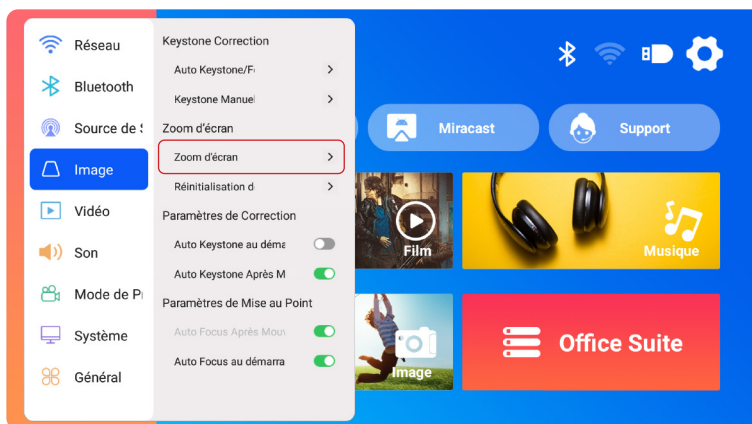 Réseau
Bluetooth
Source de S
Image
Vidéo
Son
Mode de Pr
Système
Général
Keystone Correction
Auto Keystone/F
Keystone Manuel
Zoom d'écran
Zoom d'écran
Réinitialisation d
Paramètres de Correction
Auto Keystone au déma
Auto Keystone Après M
Paramètres de Mise au Point
Auto Focus Après Mouv
Auto Focus au démarra
Miracast
Support
Film
Musique
Image
Office Suite